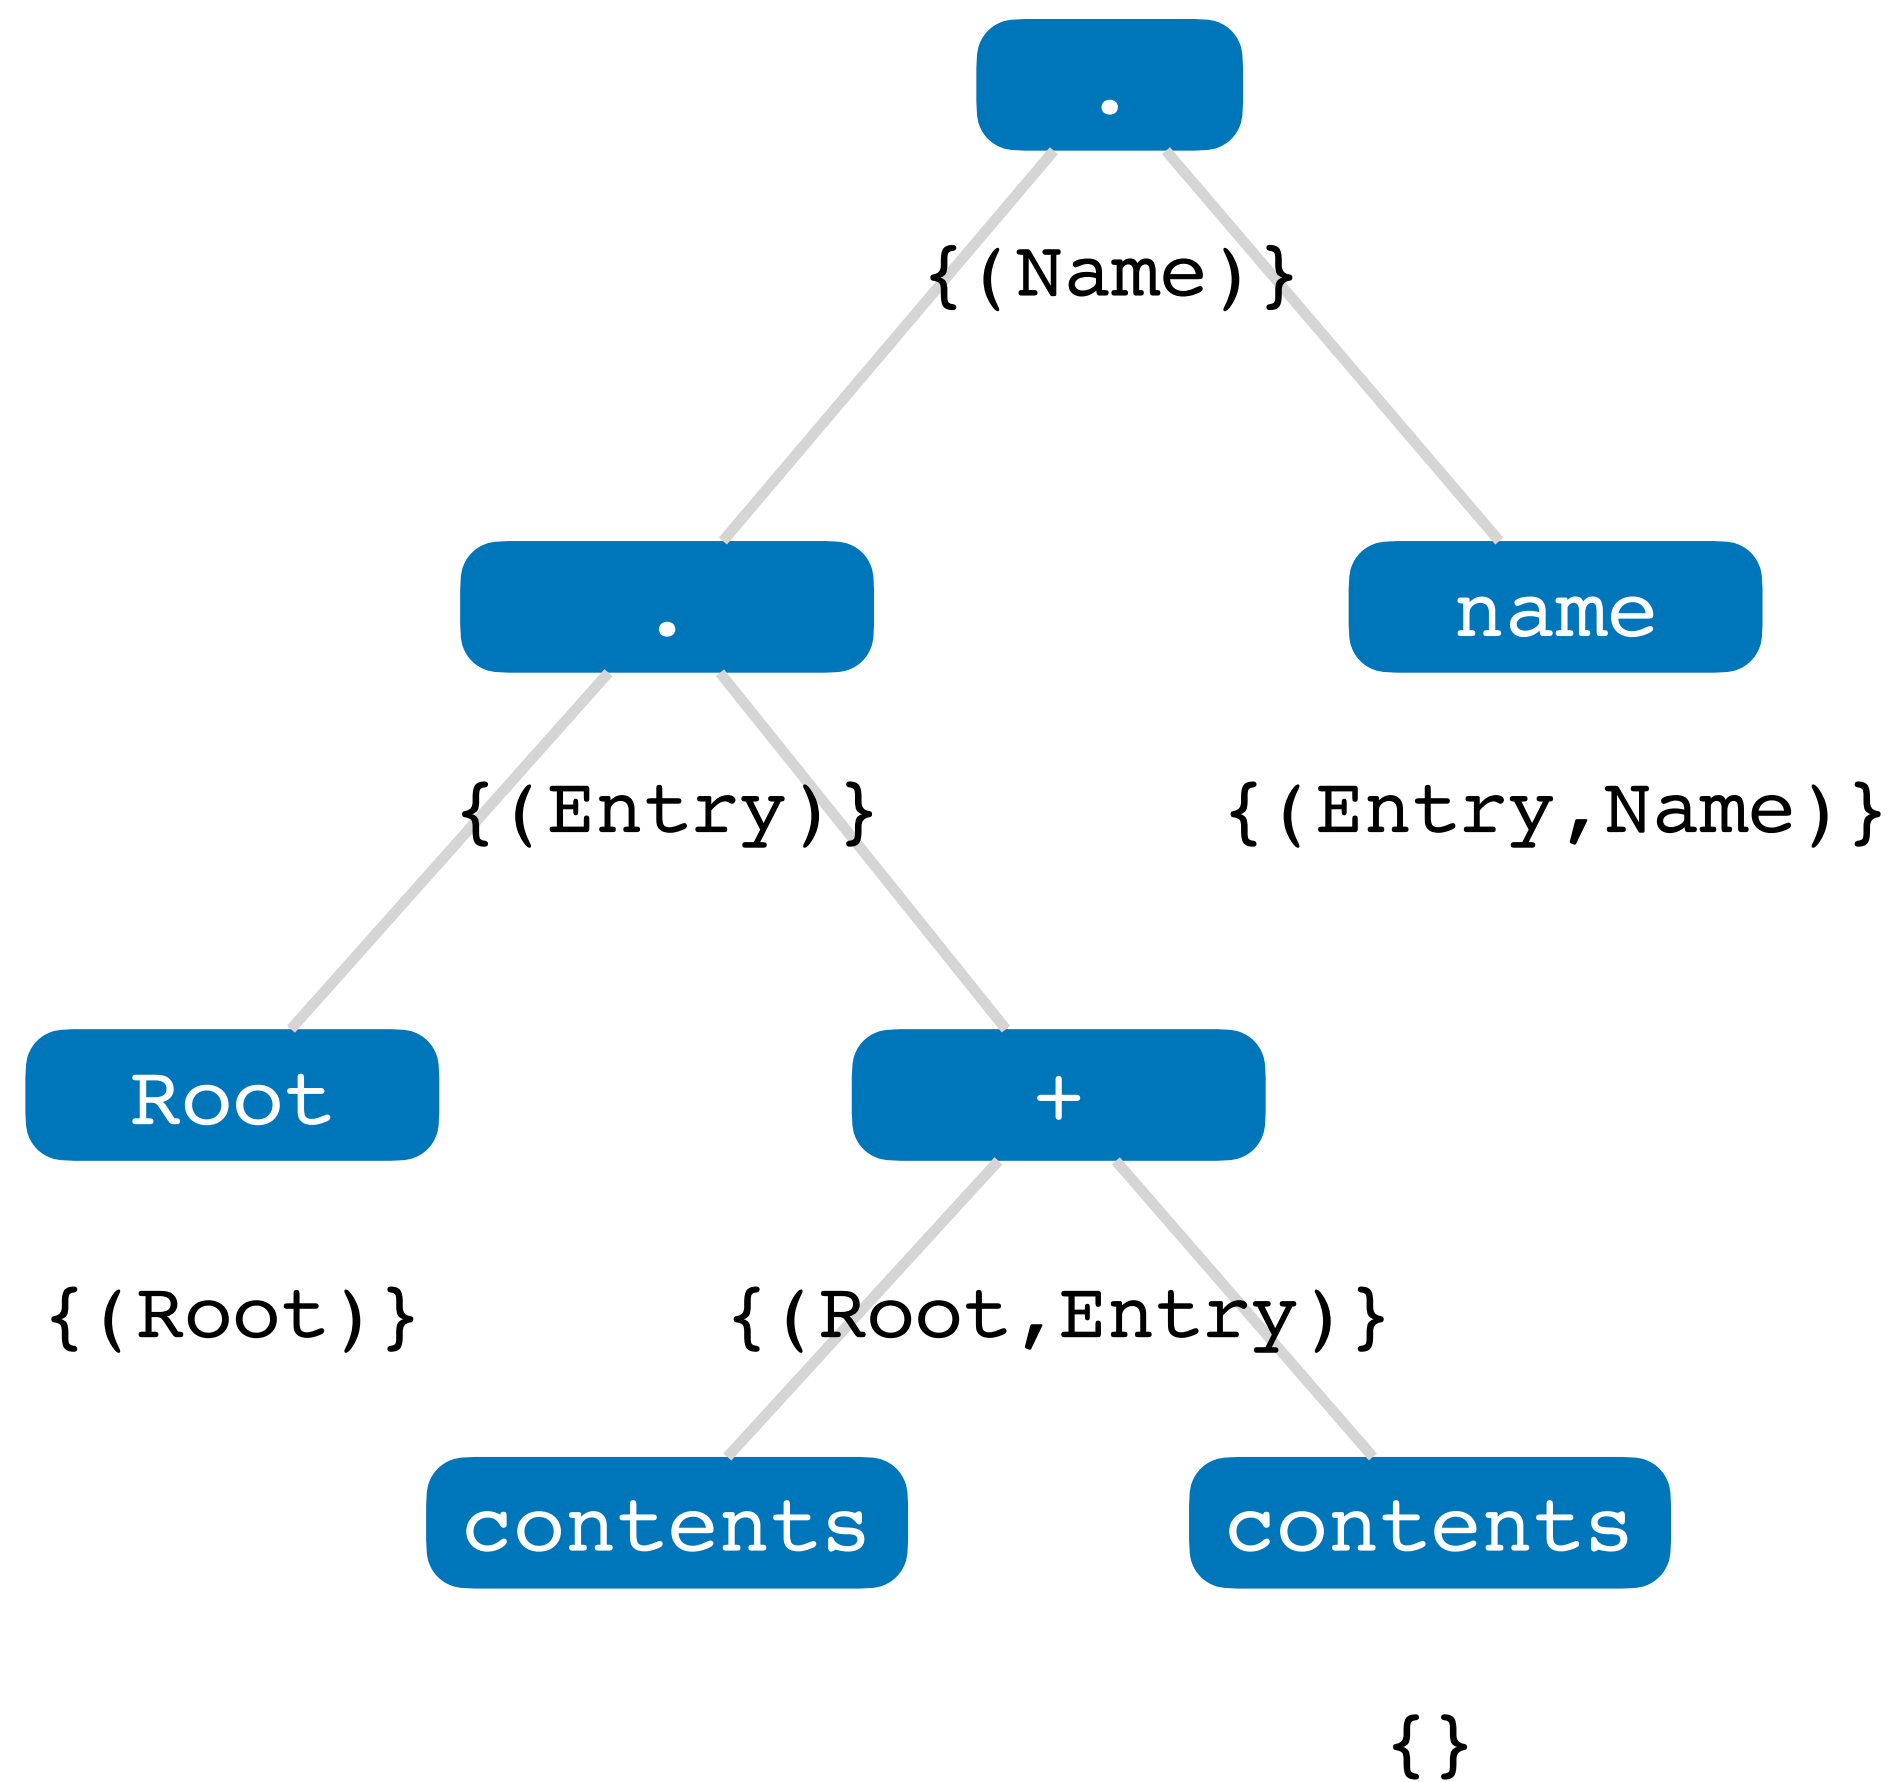 .
{(Name)}
. name
{(Entry)} {(Entry,Name)}
Root +
{(Root)} {(Root,Entry)}
contents contents
{}